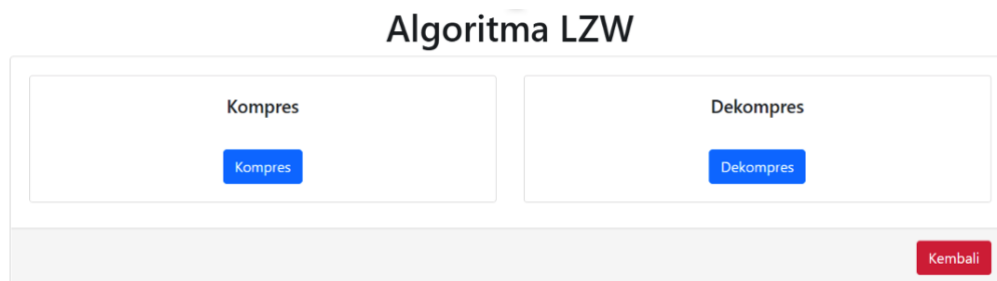 Algoritma LZW
Kompres
Dekompres
Kompres
Dekompres
Kembali